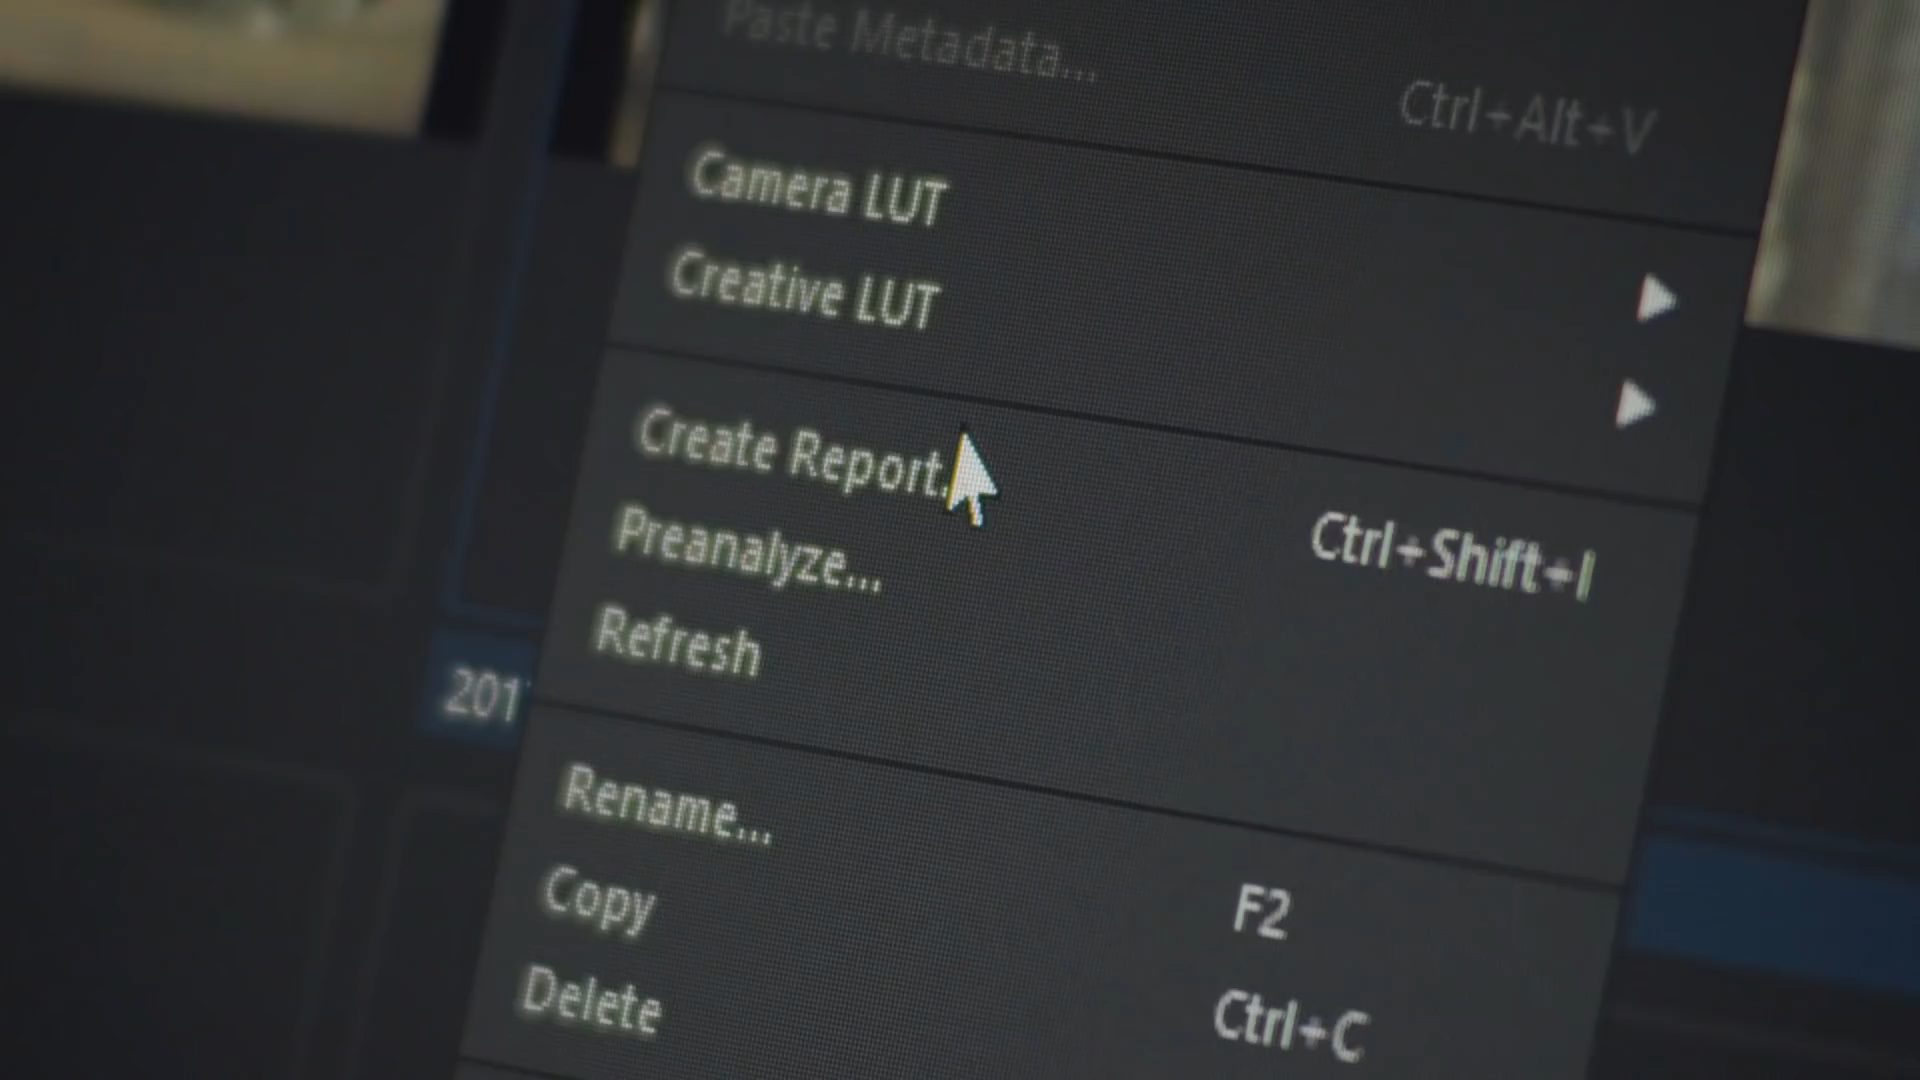 Paste Metadata...
Ctrl+Alt+V
Camera LUT
Creative LUT
Create Report.
Ctrl+Shift+I
Preanalyze...
Refresh
201
Rename...
F2
Copy
Ctrl+C
Delete